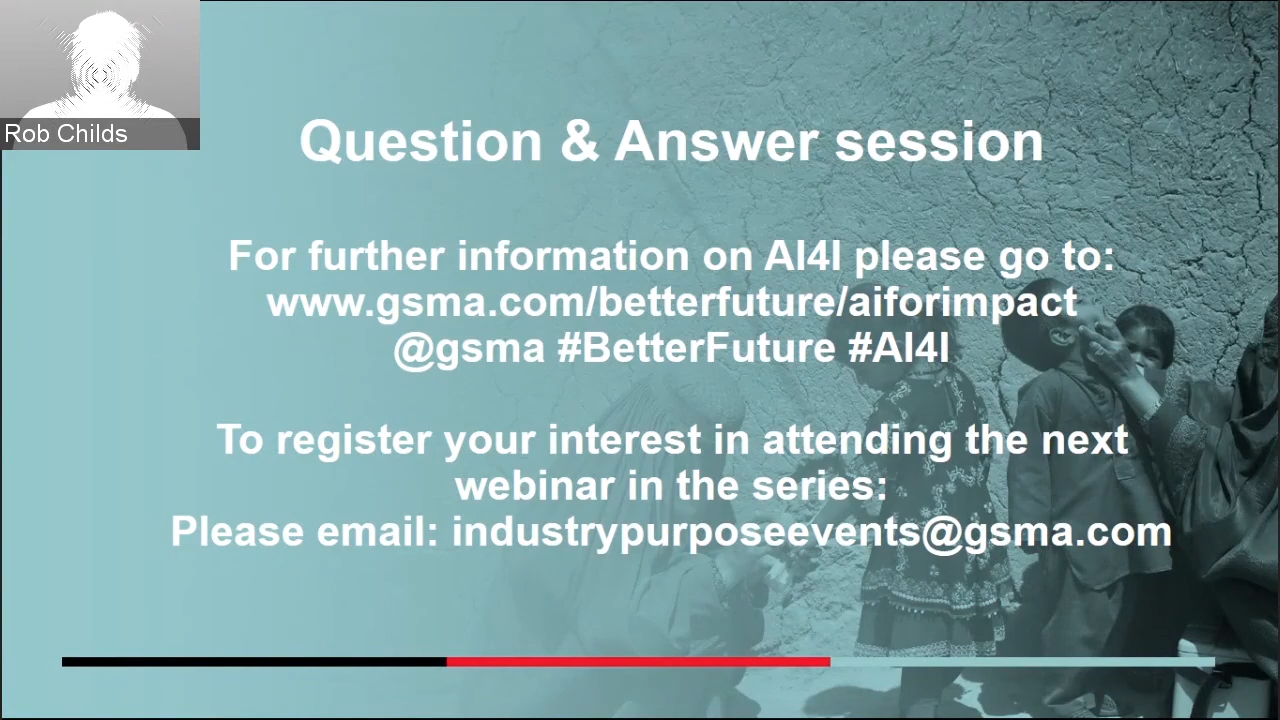 Rob Childs
Question & Answer session
For further information on AI4I please go to:
www.gsma.com/betterfuture/aiforimpact
@gsma #BetterFuture #AI4I
To register your interest in attending the next
webinar in the series:
Please email: industrypurposeevents@gsma.com